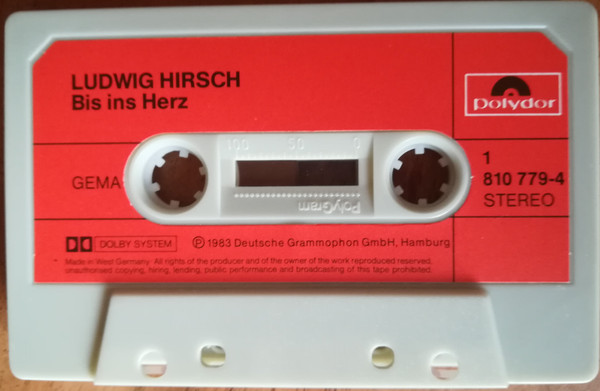 LUDWIG HIRSCH
Bis ins Herz
polydor
100 50 0
PolyGram
GEMA
1
810 779-4
STEREO
DOLBY SYSTEM
℗ 1983 Deutsche Grammophon GmbH, Hamburg
Made in West Germany · All rights of the producer and of the owner of the work reproduced reserved,
unauthorised copying, hiring, lending, public performance and broadcasting of this tape prohibited.